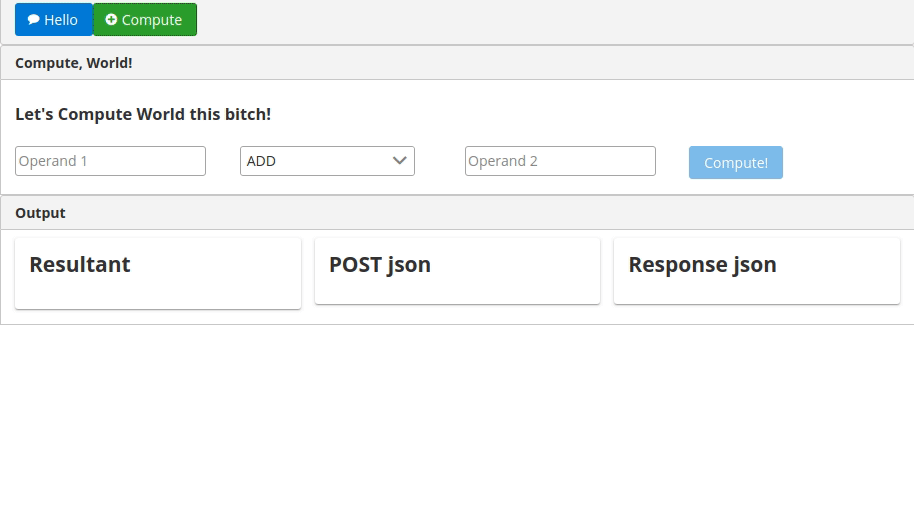 Hello Compute
Compute, World!
Let's Compute World this bitch!
Operand 1 ADD Operand 2 Compute!
Output
Resultant POST json Response json